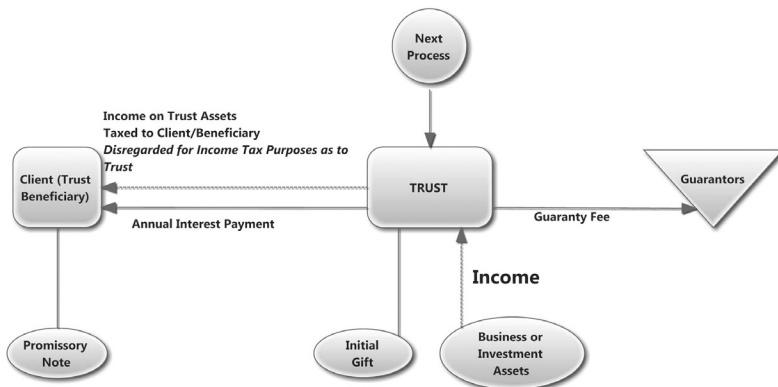 Next
Process
Income on Trust Assets
Taxed to Client/Beneficiary
Disregarded for Income Tax Purposes as to
Trust
Client (Trust
Beneficiary)
TRUST
Guarantors
Annual Interest Payment
Guaranty Fee
Income
Promissory
Note
Initial
Gift
Business or
Investment
Assets